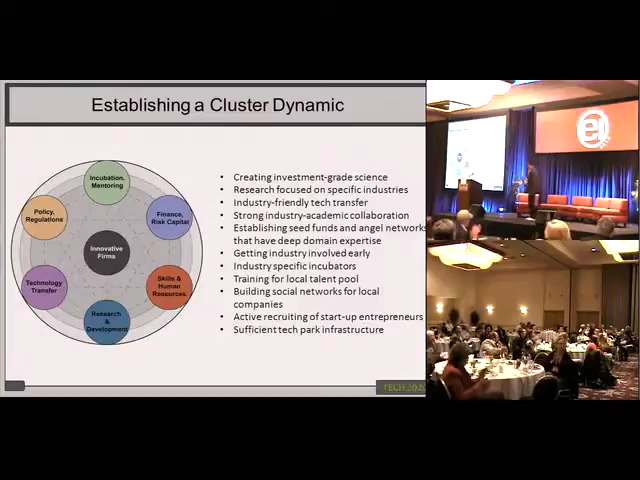 Establishing a Cluster Dynamic
Incubation,
Mentoring
Policy,
Regulations
Finance,
Risk Capital
Innovative
Firms
Technology
Transfer
Skills &
Human
Resources
Research
&
Development
• Creating investment-grade science
• Research focused on specific industries
• Industry-friendly tech transfer
• Strong industry-academic collaboration
• Establishing seed funds and angel networks
that have deep domain expertise
• Getting industry involved early
• Industry specific incubators
• Training for local talent pool
• Building social networks for local
companies
• Active recruiting of start-up entrepreneurs
• Sufficient tech park infrastructure
TECH 2020